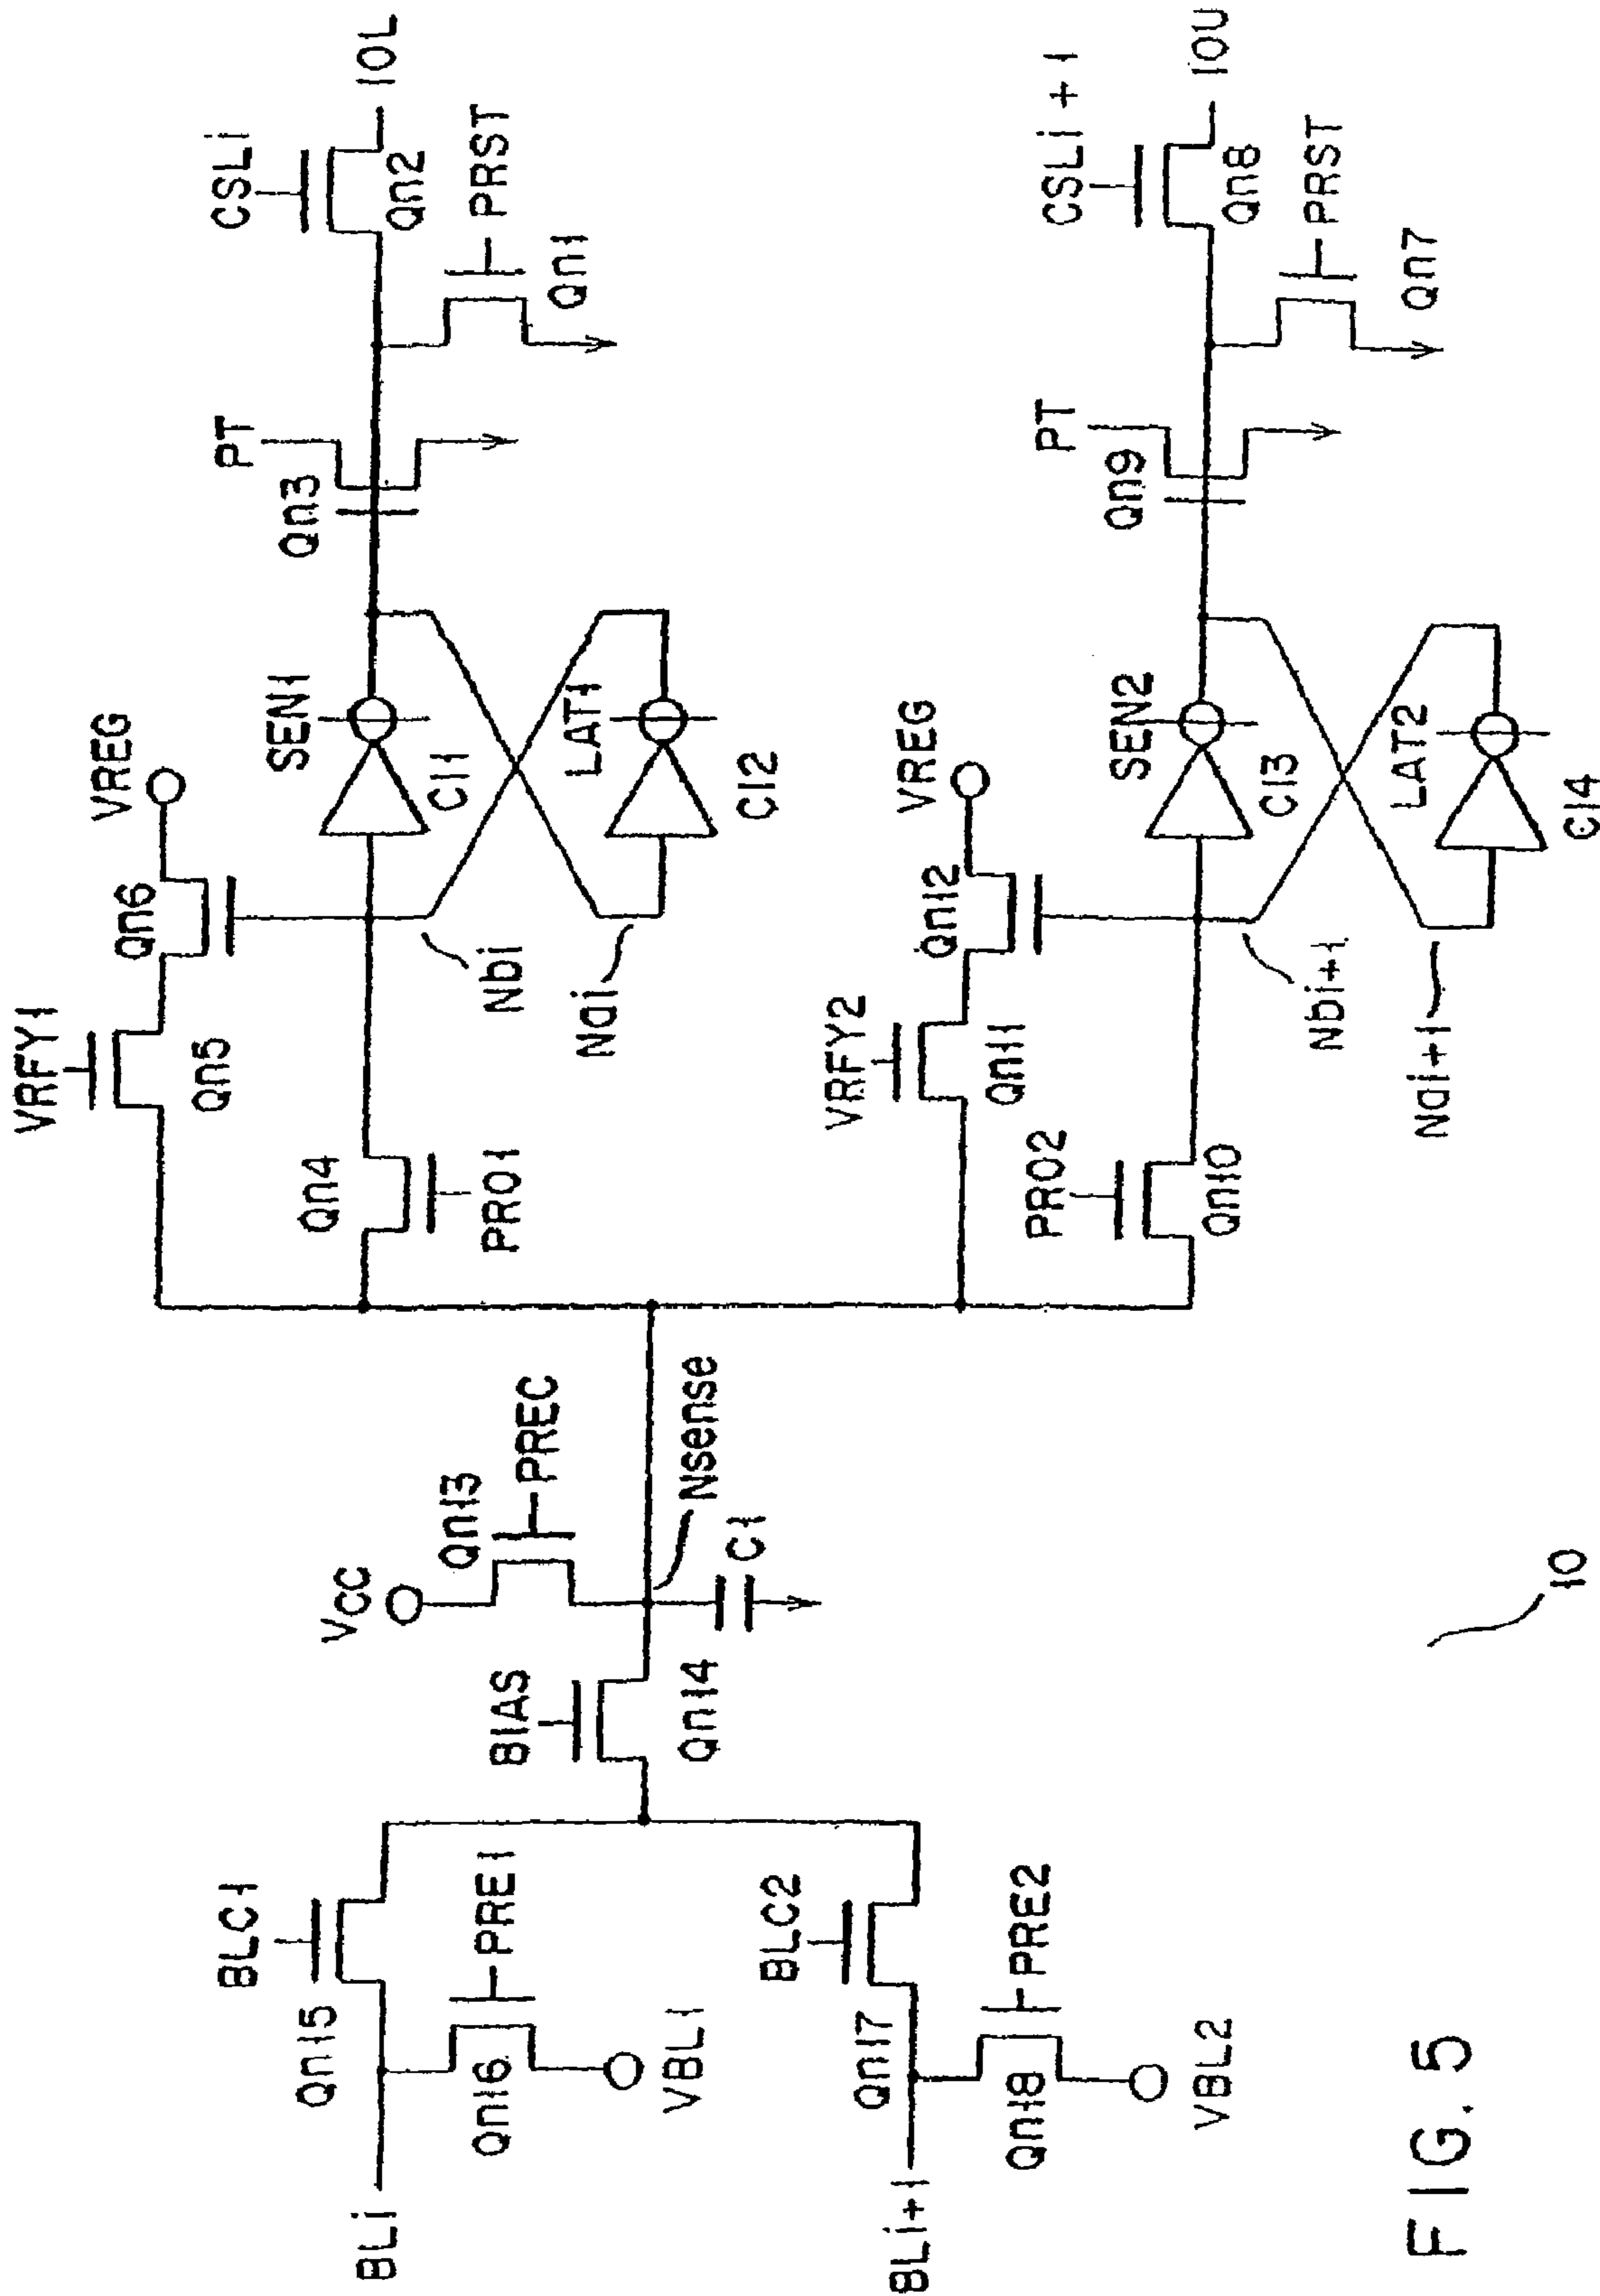 VRFY1
VREG
Qn6
Qn5
CSLi
SEN1
PT
Qn3
IOL
Qn2
PRST
Qn1
Qn4
PRO1
CI1
Nbi
LAT1
Nai
CI2
VREG
VRFY2
Qn12
Qn11
CSLi+1
SEN2
PT
Qn9
IOU
Qn8
PRST
Qn7
PRO2
Qn10
CI3
Nbi+1
LAT2
Nai+1
CI4
VCC
Qn13
PREC
BIAS
Nsense
Qn14
C1
BLC1
Qn15
PRE1
BLi
Qn16
VBL1
BLC2
Qn17
PRE2
BLi+1
Qn18
VBL2
10
FIG. 5